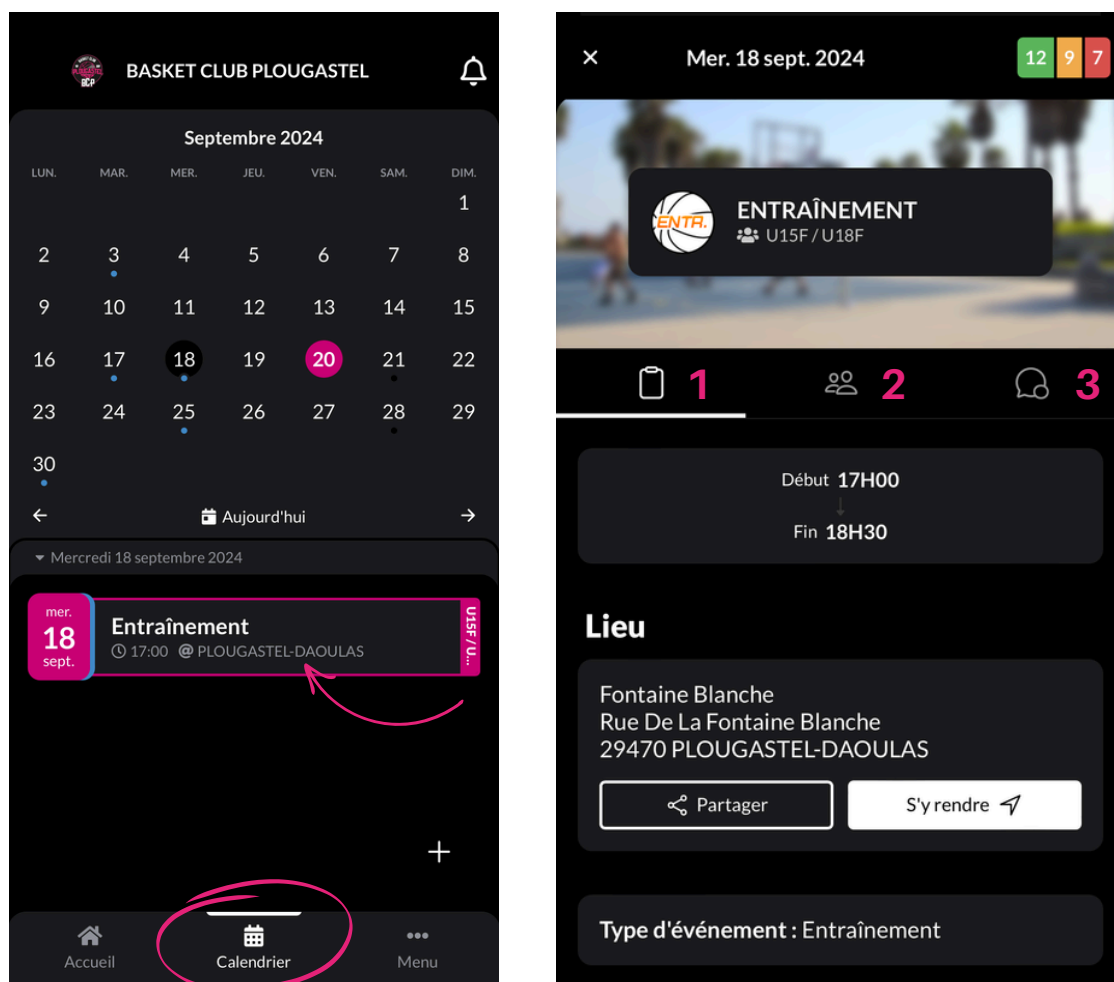 BASKET CLUB PLOUGASTEL
Septembre 2024
LUN. MAR. MER. JEU. VEN. SAM. DIM.
1
2 3 4 5 6 7 8
9 10 11 12 13 14 15
16 17 18 19 20 21 22
23 24 25 26 27 28 29
30
Aujourd'hui
Mercredi 18 septembre 2024
mer.
18
sept.
Entraînement
17:00 @ PLOUGASTEL-DAOULAS
U15F / U...
Accueil Calendrier Menu
Mer. 18 sept. 2024
12 9 7
ENTR.
ENTRAÎNEMENT
U15F / U18F
1 2 3
Début 17H00
Fin 18H30
Lieu
Fontaine Blanche
Rue De La Fontaine Blanche
29470 PLOUGASTEL-DAOULAS
Partager S'y rendre
Type d'événement : Entraînement